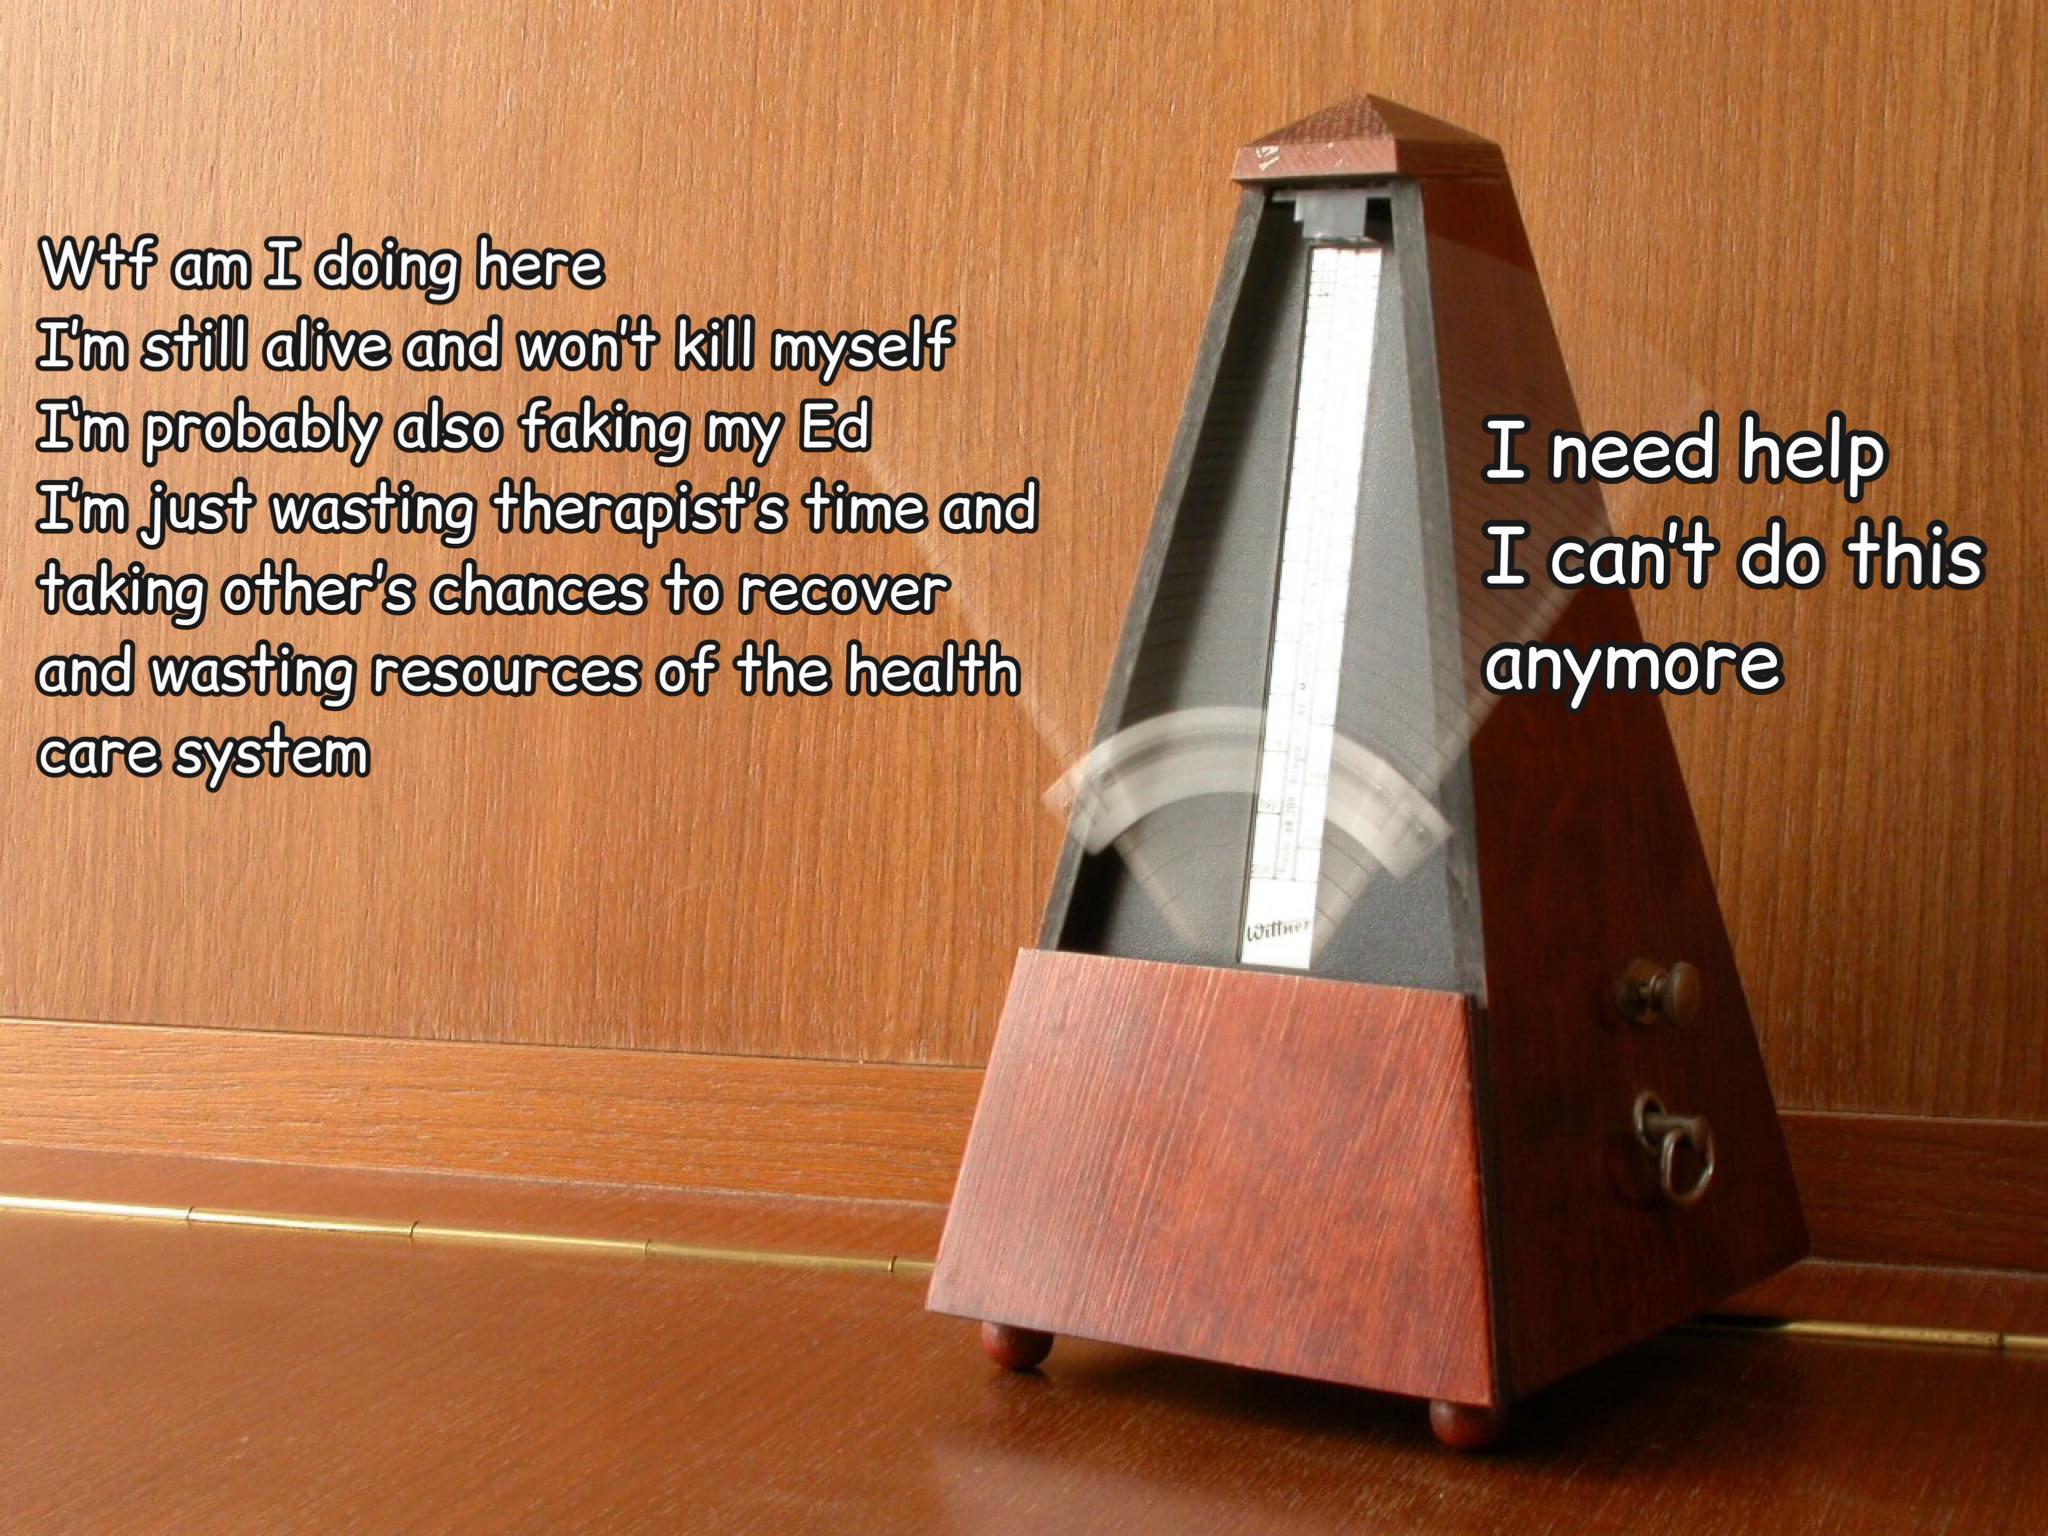 Wtf am I doing here
I'm still alive and won't kill myself
I'm probably also faking my Ed
I'm just wasting therapist's time and
taking other's chances to recover
and wasting resources of the health
care system
I need help
I can't do this
anymore
Wittner